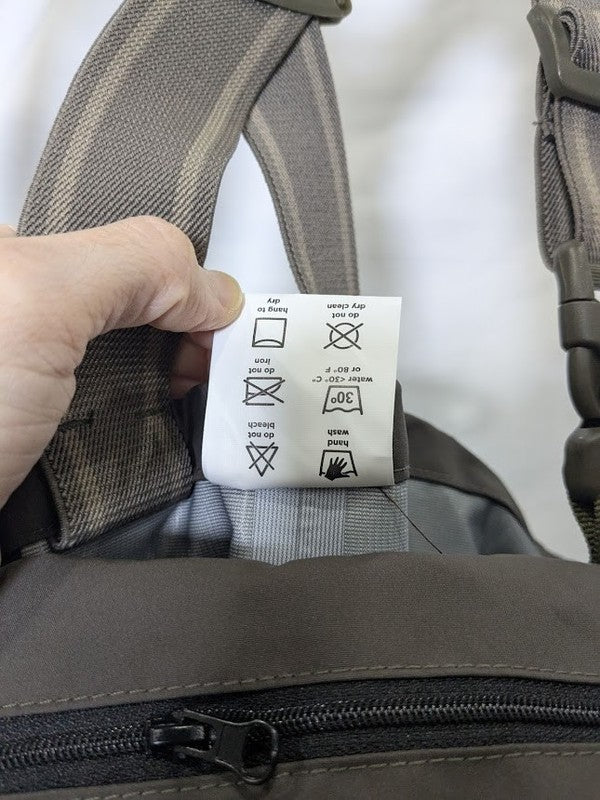 hand
wash
do not
bleach
30°
water <30° C°
or 80° F
do not
iron
do not
dry clean
hang to
dry